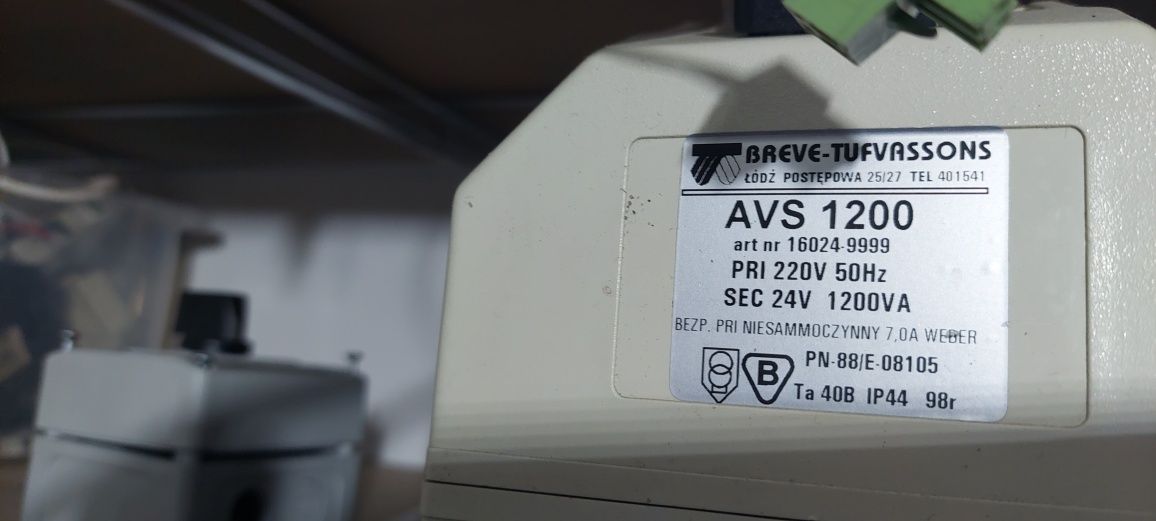 BREVE-TUFVASSONS
ŁÓDŹ POSTĘPOWA 25/27 TEL 401541
AVS 1200
art nr 16024-9999
PRI 220V 50Hz
SEC 24V 1200VA
BEZP. PRI NIESAMMOCZYNNY 7,0A WEBER
B PN-88/E-08105
Ta 40B IP44 98r